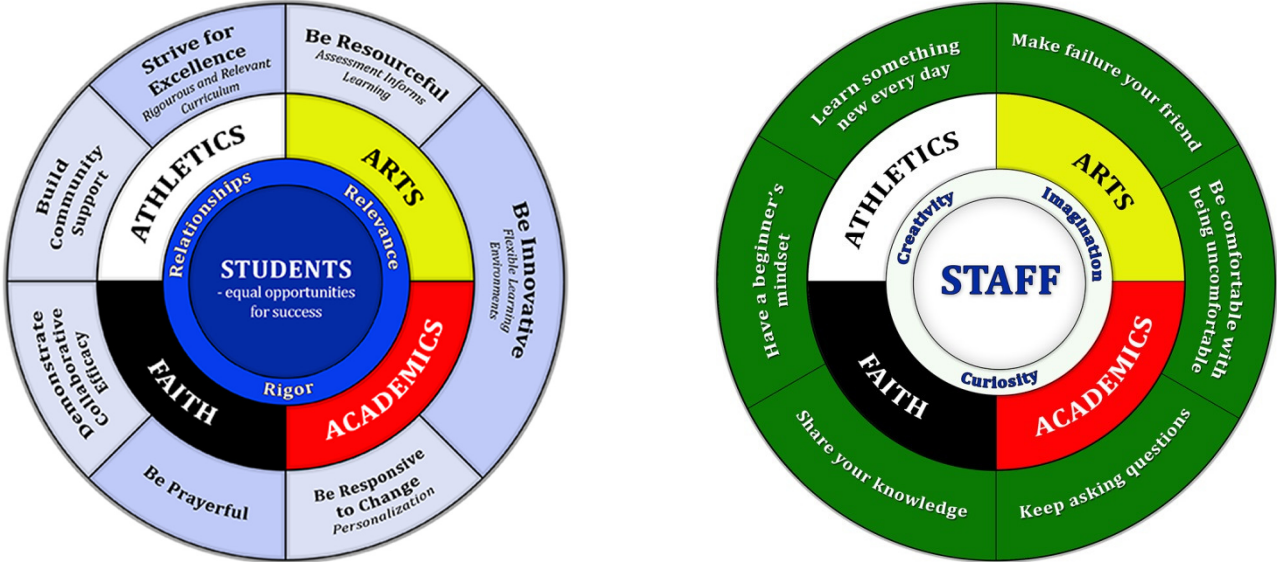 Strive for
Excellence
Rigourous and Relevant
Curriculum
Be Resourceful
Assessment Informs
Learning
Be Innovative
Flexible Learning
Environments
Be Responsive
to Change
Personalization
Be Prayerful
Demonstrate
Collaborative
Efficacy
Build
Community
Support
ATHLETICS
ARTS
ACADEMICS
FAITH
Relationships
Relevance
Rigor
STUDENTS
- equal opportunities
for success
Learn something
new every day
Make failure your friend
Be comfortable with
being uncomfortable
Keep asking questions
Share your knowledge
Have a beginner's
mindset
ATHLETICS
ARTS
ACADEMICS
FAITH
Creativity
Imagination
Curiosity
STAFF